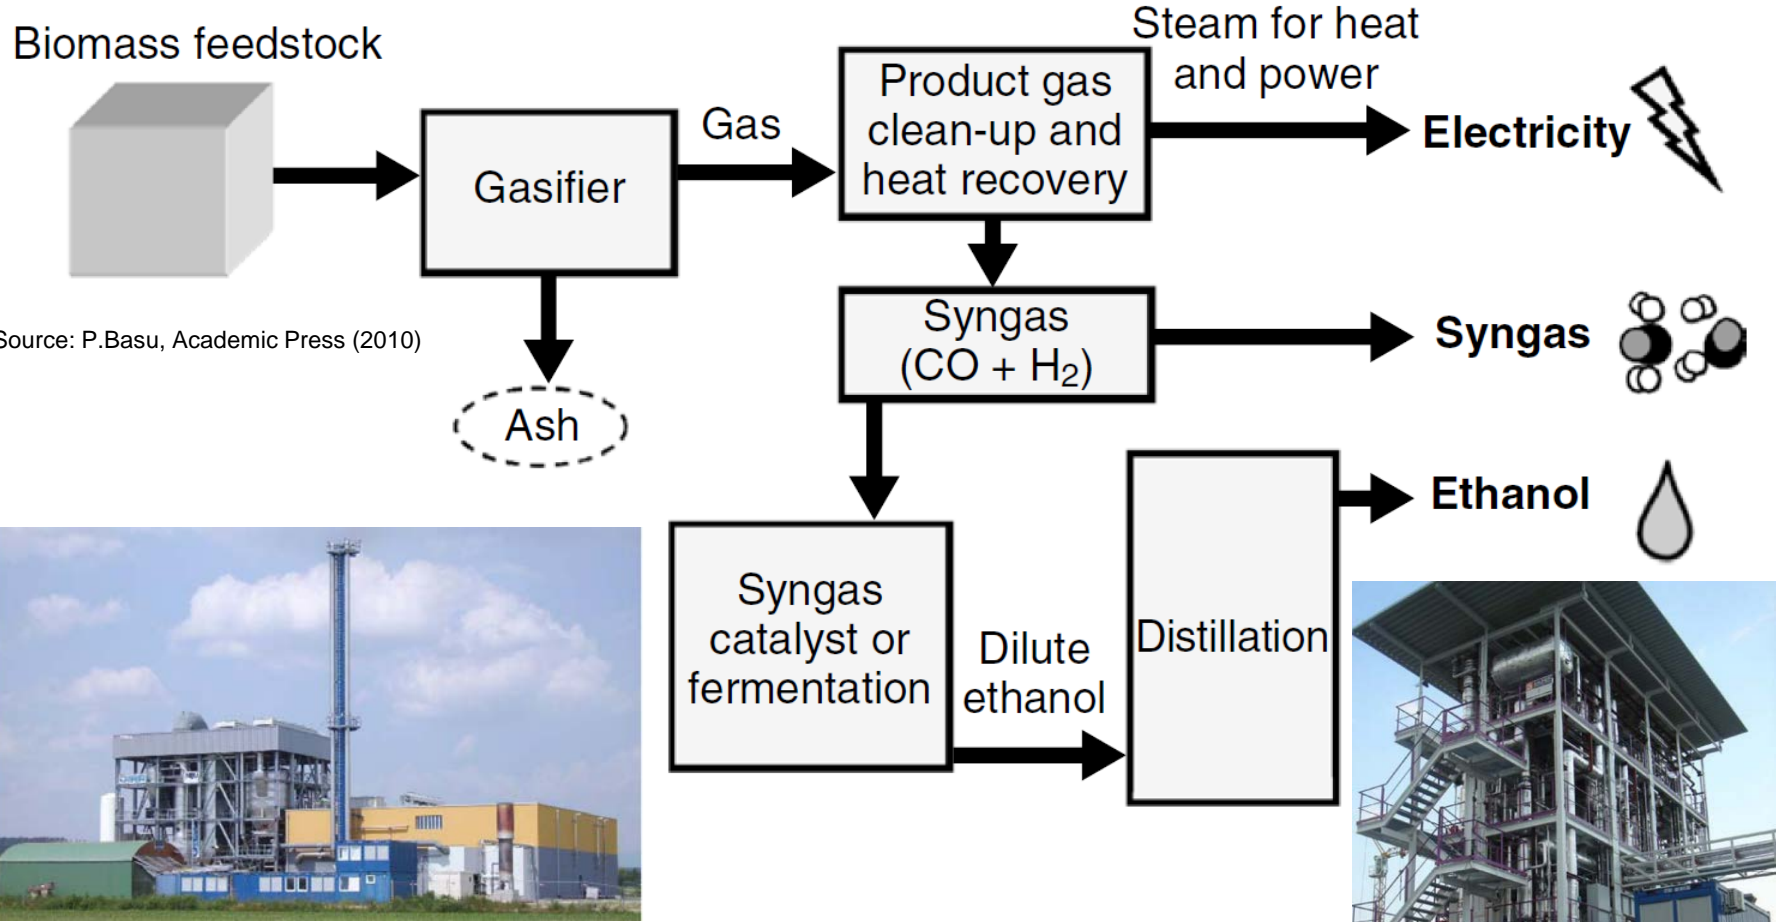 Biomass feedstock
Gasifier
Ash
Source: P.Basu, Academic Press (2010)
Gas
Product gas
clean-up and
heat recovery
Steam for heat
and power
Electricity
Syngas
(CO + H₂)
Syngas
Syngas
catalyst or
fermentation
Dilute
ethanol
Distillation
Ethanol